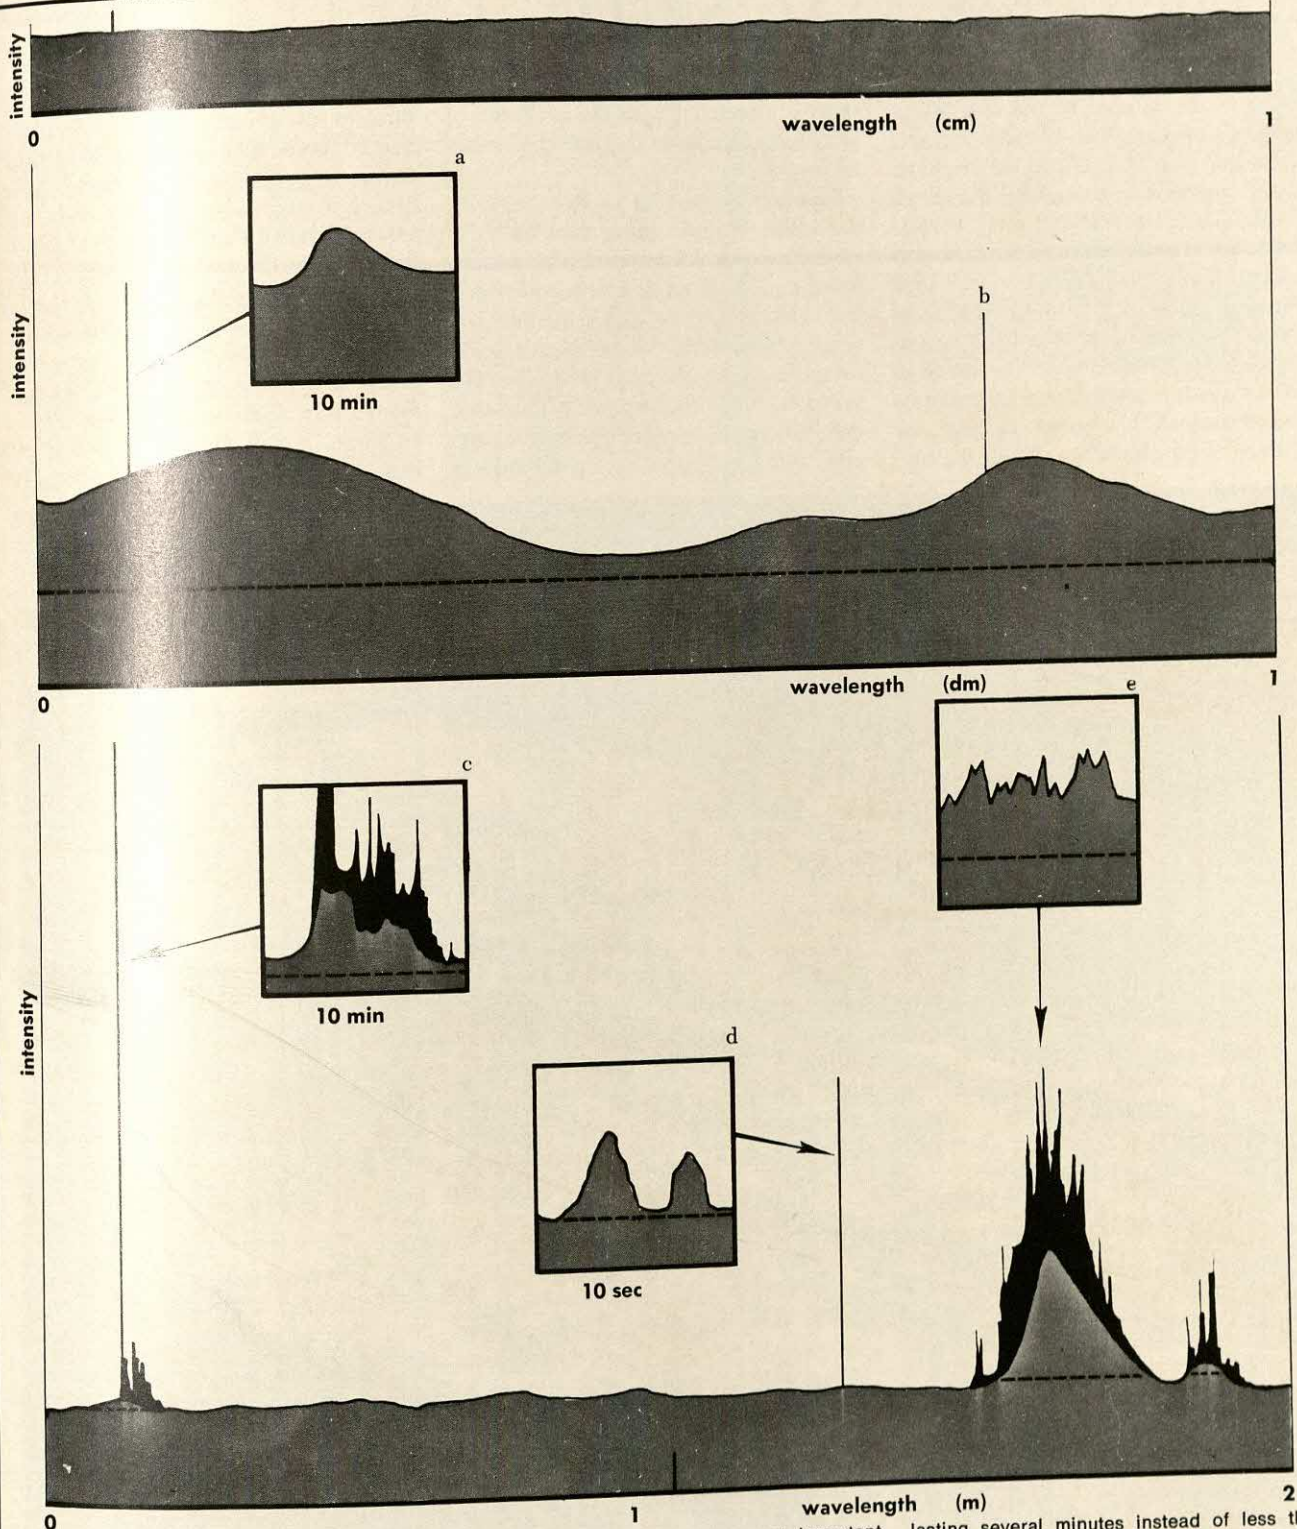 intensity
0
wavelength (cm)
1
a
10 min
intensity
b
0
wavelength (dm)
1
e
c
10 min
intensity
d
10 sec
0
1
wavelength (m)
2
lasting several minutes instead of less